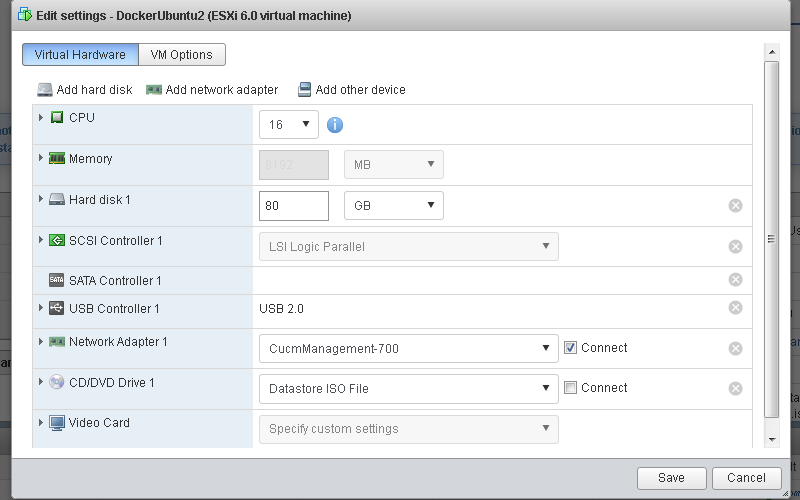 Edit settings - DockerUbuntu2 (ESXi 6.0 virtual machine)
Virtual Hardware VM Options
Add hard disk Add network adapter Add other device
CPU 16
Memory 8192 MB
Hard disk 1 80 GB
SCSI Controller 1 LSI Logic Parallel
SATA SATA Controller 1
USB Controller 1 USB 2.0
Network Adapter 1 CucmManagement-700 Connect
CD/DVD Drive 1 Datastore ISO File Connect
Video Card Specify custom settings
Save Cancel